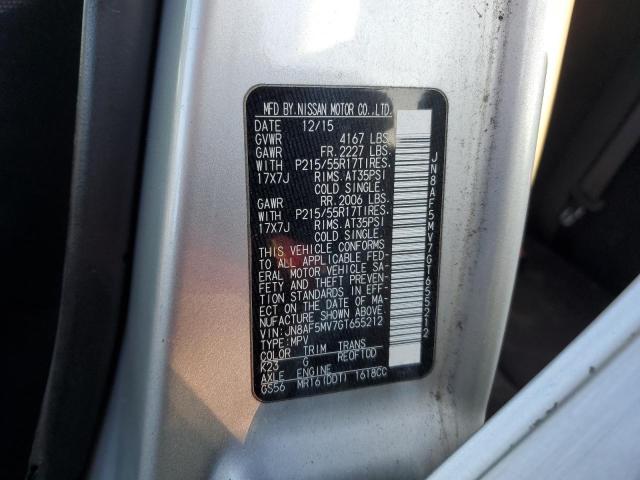 MFD BY.NISSAN MOTOR CO.,LTD.
DATE 12/15
GVWR 4167 LBS.
GAWR FR.2227 LBS.
WITH P215/55R17TIRES.
17X7J RIMS.AT35PSI
COLD SINGLE.
GAWR RR.2006 LBS.
WITH P215/55R17TIRES.
17X7J RIMS.AT35PSI
COLD SINGLE.
THIS VEHICLE CONFORMS
TO ALL APPLICABLE FED-
ERAL MOTOR VEHICLE SA-
FETY AND THEFT PREVEN-
TION STANDARDS IN EFF-
ECT ON THE DATE OF MA-
NUFACTURE SHOWN ABOVE.
VIN:JN8AF5MV7GT655212
TYPE:MPV
COLOR TRIM TRANS
K23 G RE0F10D
AXLE ENGINE
GS56 MR16(DDT) 1618CC
JN8AF5MV7GT655212